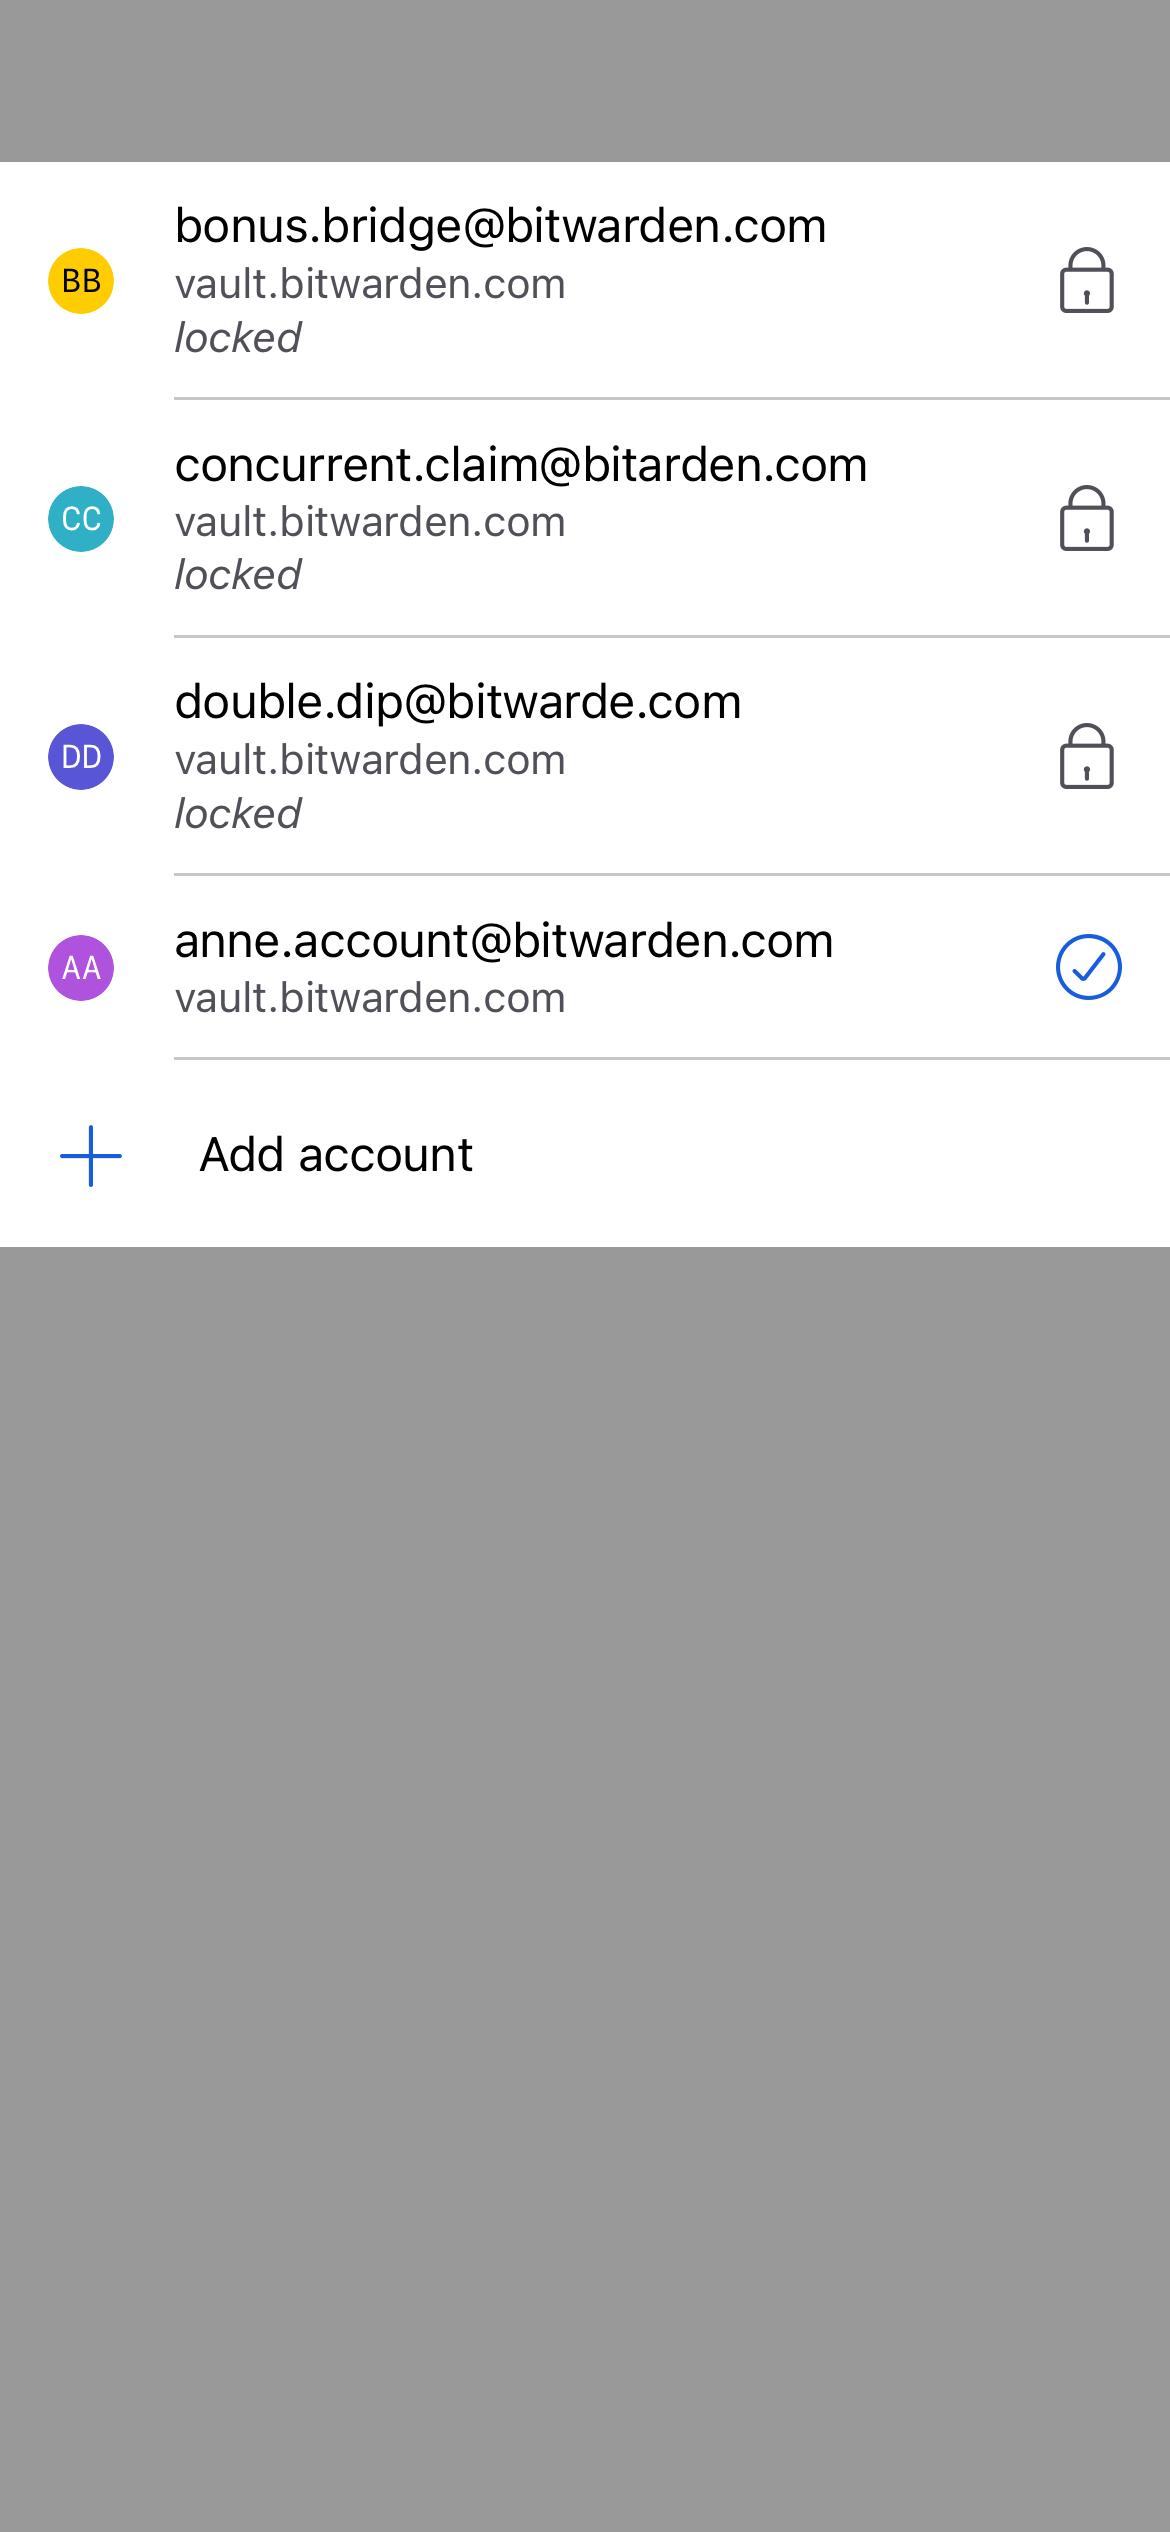 BB
bonus.bridge@bitwarden.com
vault.bitwarden.com
locked
CC
concurrent.claim@bitarden.com
vault.bitwarden.com
locked
DD
double.dip@bitwarde.com
vault.bitwarden.com
locked
AA
anne.account@bitwarden.com
vault.bitwarden.com
Add account